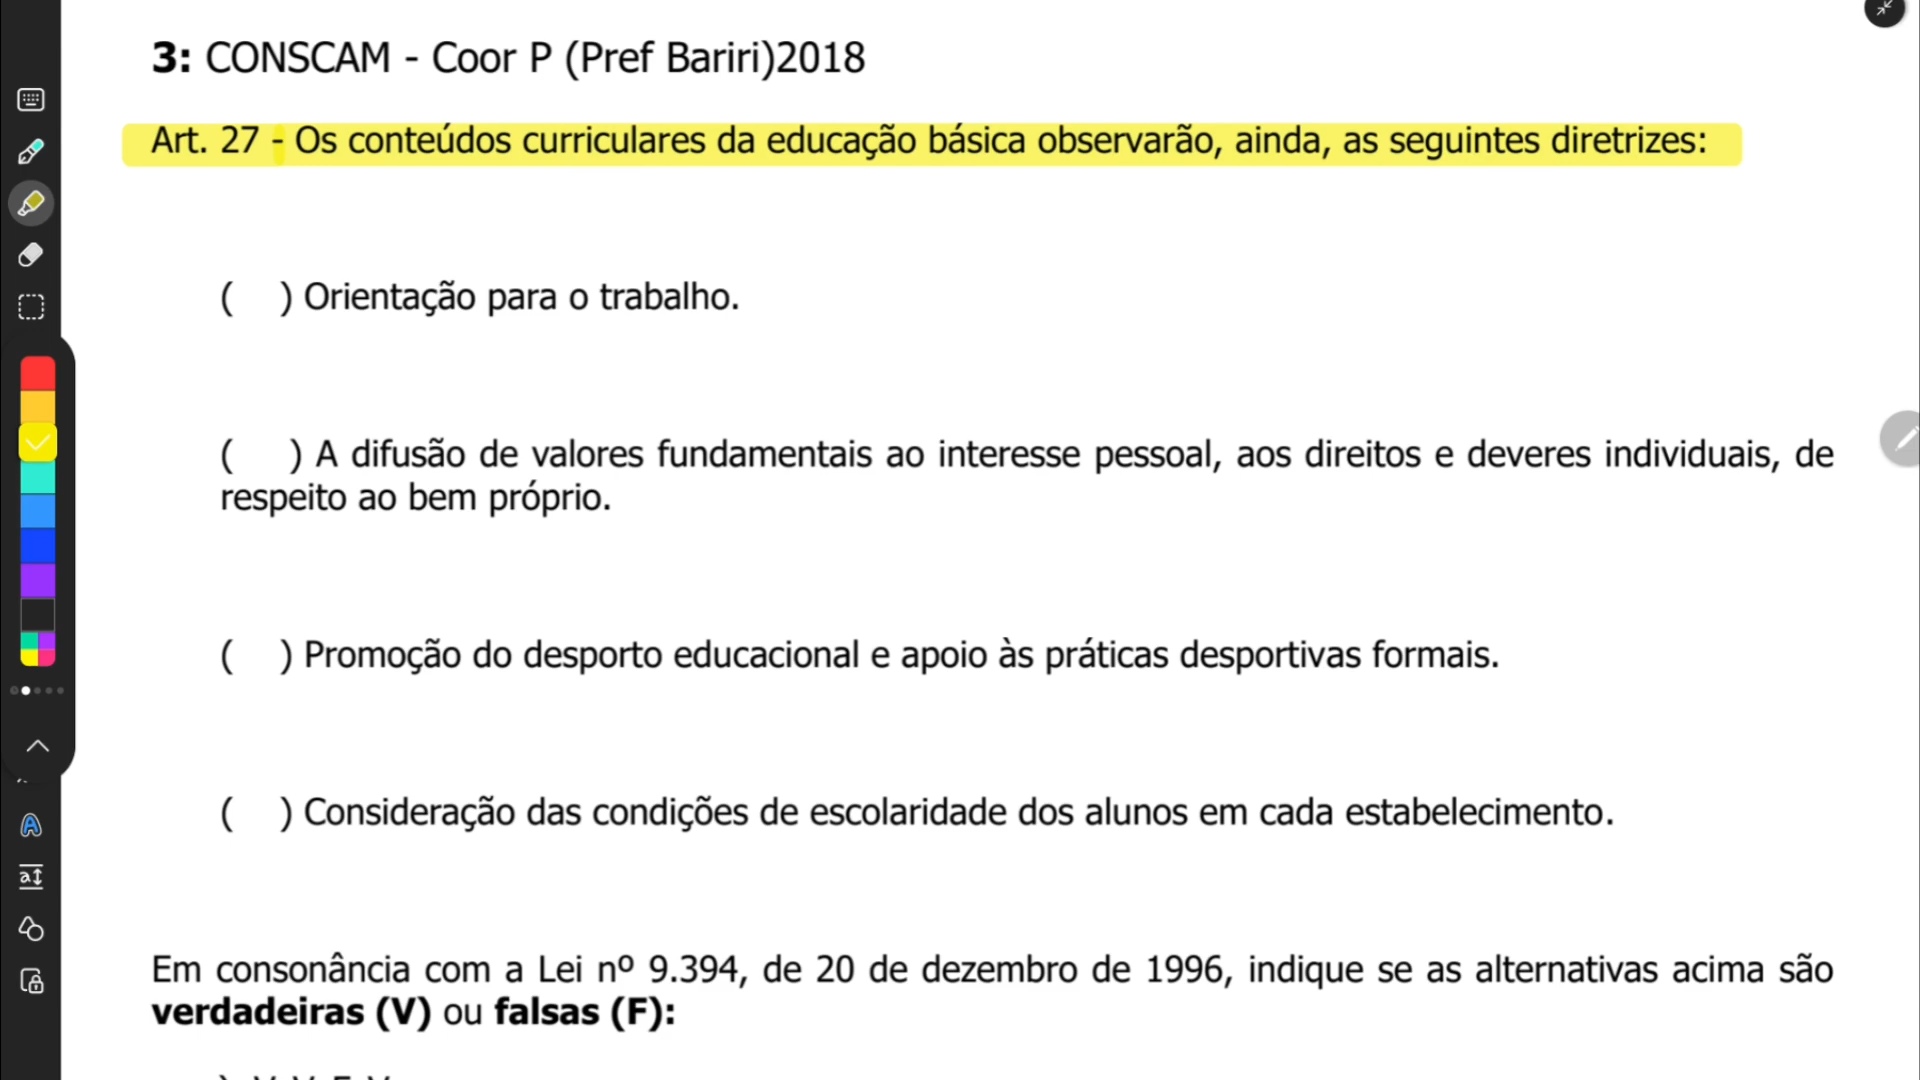 3: CONSCAM - Coor P (Pref Bariri)2018
Art. 27 - Os conteúdos curriculares da educação básica observarão, ainda, as seguintes diretrizes:
( ) Orientação para o trabalho.
( ) A difusão de valores fundamentais ao interesse pessoal, aos direitos e deveres individuais, de
respeito ao bem próprio.
( ) Promoção do desporto educacional e apoio às práticas desportivas formais.
( ) Consideração das condições de escolaridade dos alunos em cada estabelecimento.
Em consonância com a Lei nº 9.394, de 20 de dezembro de 1996, indique se as alternativas acima são
verdadeiras (V) ou falsas (F):